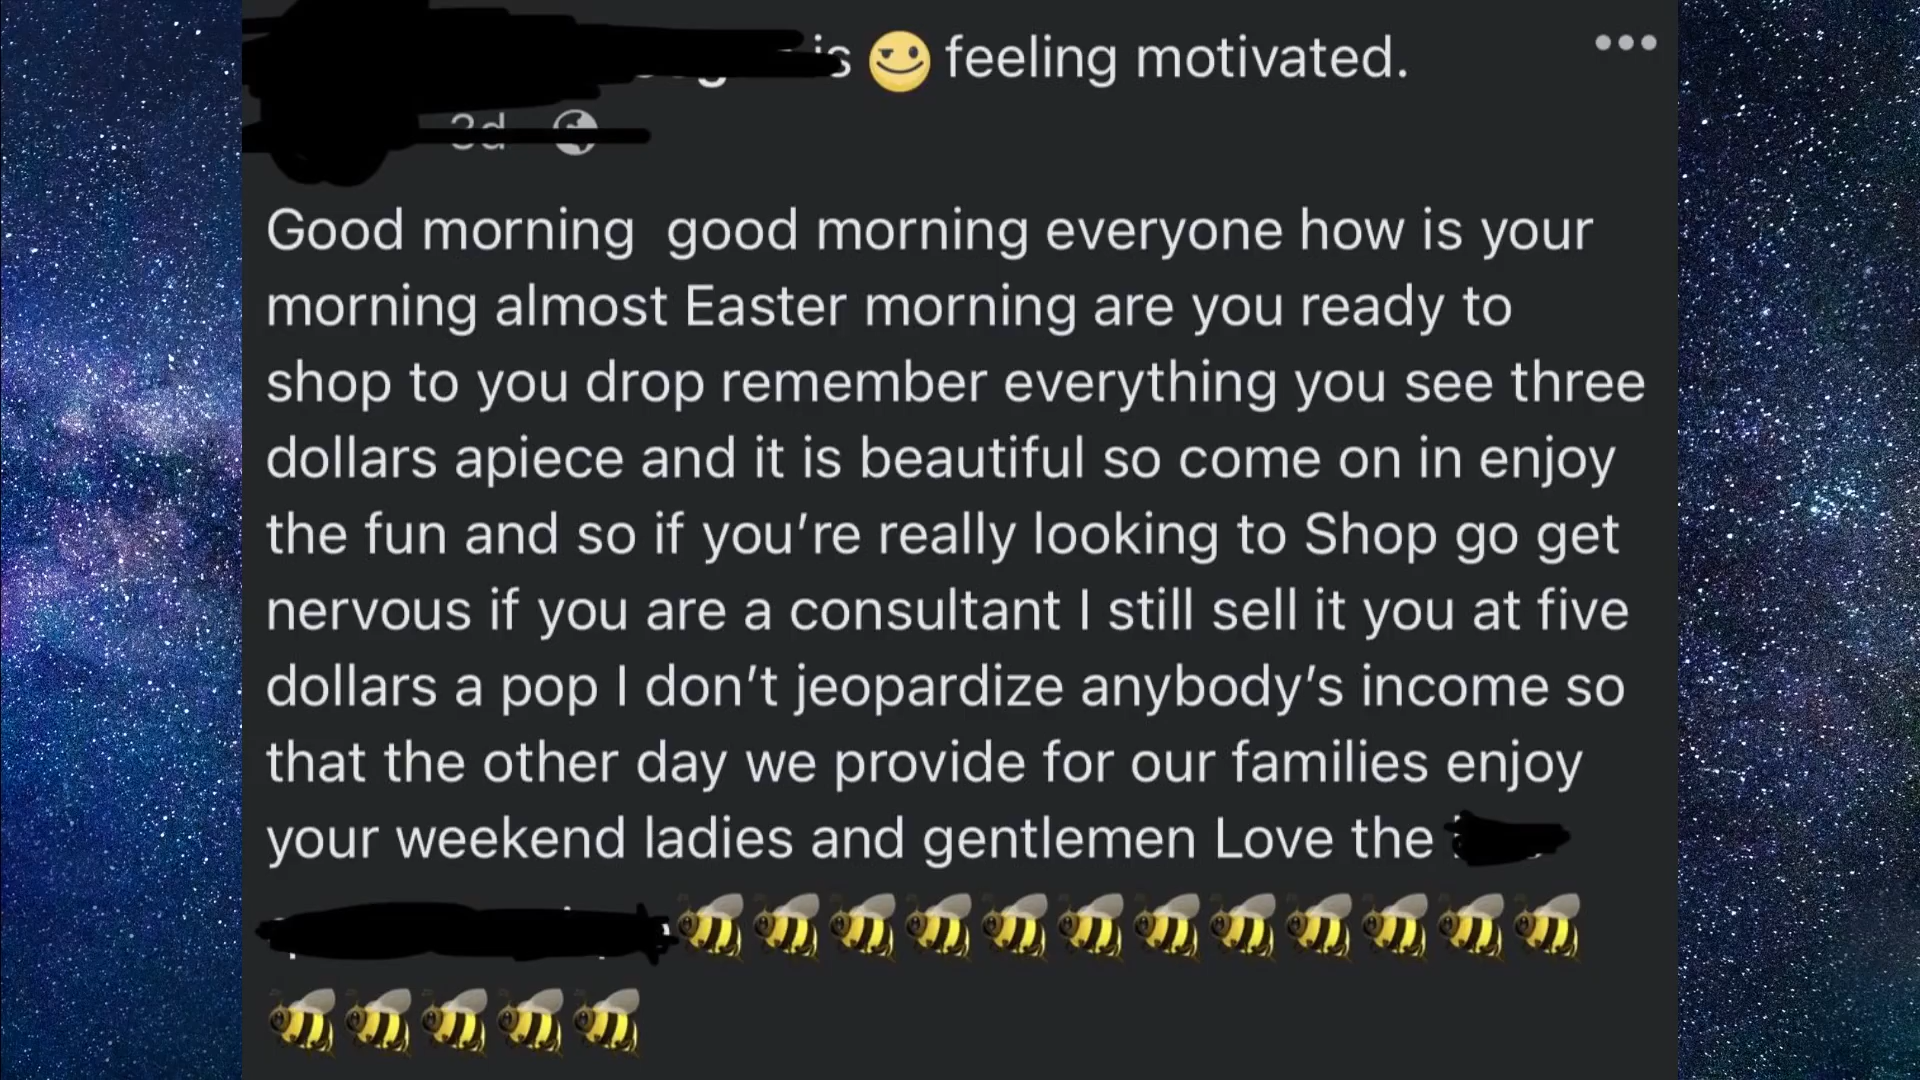 is 😉 feeling motivated.
3d
Good morning  good morning everyone how is your
morning almost Easter morning are you ready to
shop to you drop remember everything you see three
dollars apiece and it is beautiful so come on in enjoy
the fun and so if you’re really looking to Shop go get
nervous if you are a consultant I still sell it you at five
dollars a pop I don’t jeopardize anybody’s income so
that the other day we provide for our families enjoy
your weekend ladies and gentlemen Love the
🐝🐝🐝🐝🐝🐝🐝🐝🐝🐝🐝🐝
🐝🐝🐝🐝🐝